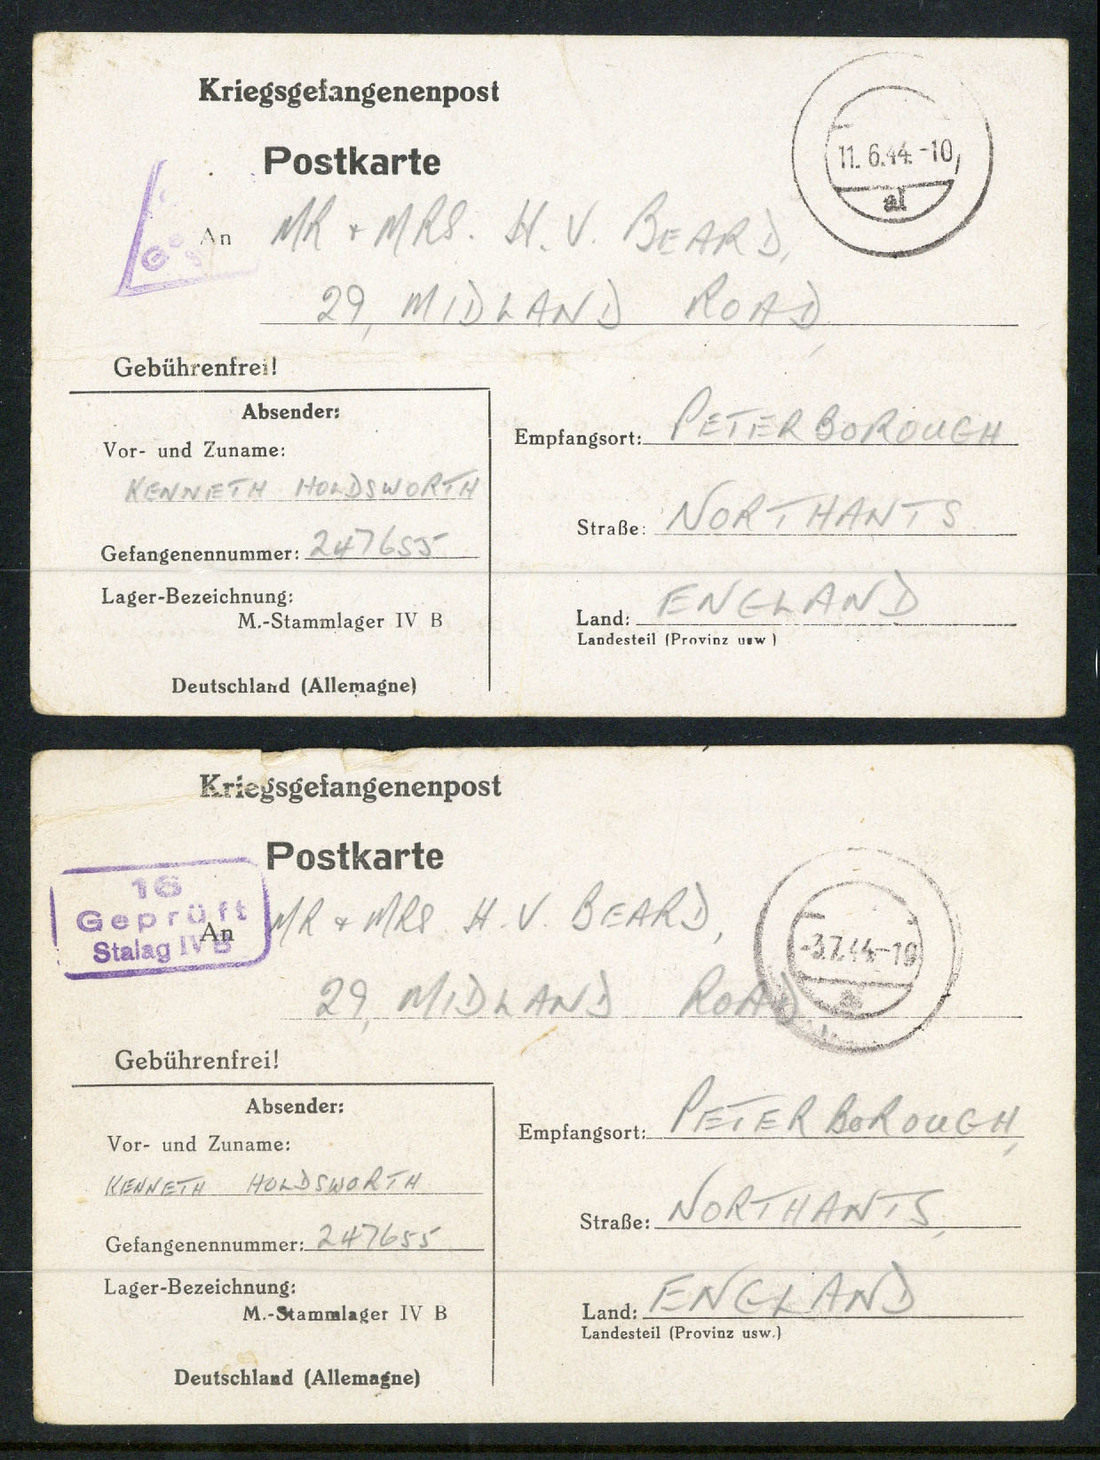 Kriegsgefangenenpost
Postkarte
11.6.44.-10
al
An MR + MRS. H. V. BEARD,
29, MIDLAND ROAD,
Gebührenfrei!
Absender:
Vor- und Zuname:
KENNETH HOLDSWORTH
Gefangenennummer: 247655
Lager-Bezeichnung:
M.-Stammlager IV B
Deutschland (Allemagne)
Empfangsort: PETERBOROUGH
Straße: NORTHANTS
Land: ENGLAND
Landesteil (Provinz usw.)
Kriegsgefangenenpost
Postkarte
16
Geprüft
Stalag IV B
-3.7.44-10
An MR + MRS H. V. BEARD,
29, MIDLAND ROAD
Gebührenfrei!
Absender:
Vor- und Zuname:
KENNETH HOLDSWORTH
Gefangenennummer: 247655
Lager-Bezeichnung:
M.-Stammlager IV B
Deutschland (Allemagne)
Empfangsort: PETERBOROUGH,
Straße: NORTHANTS,
Land: ENGLAND
Landesteil (Provinz usw.)